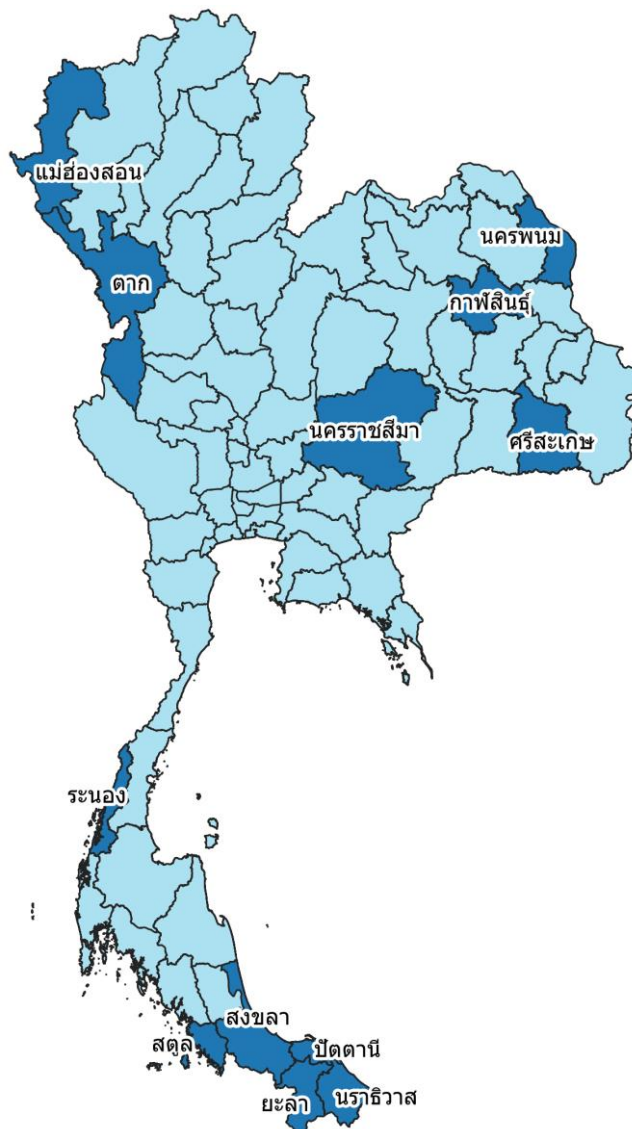 แม่ฮ่องสอน
นครพนม
ตาก
กาฬสินธุ์
นครราชสีมา
ศรีสะเกษ
ระนอง
สงขลา
สตูล
ปัตตานี
ยะลา
นราธิวาส